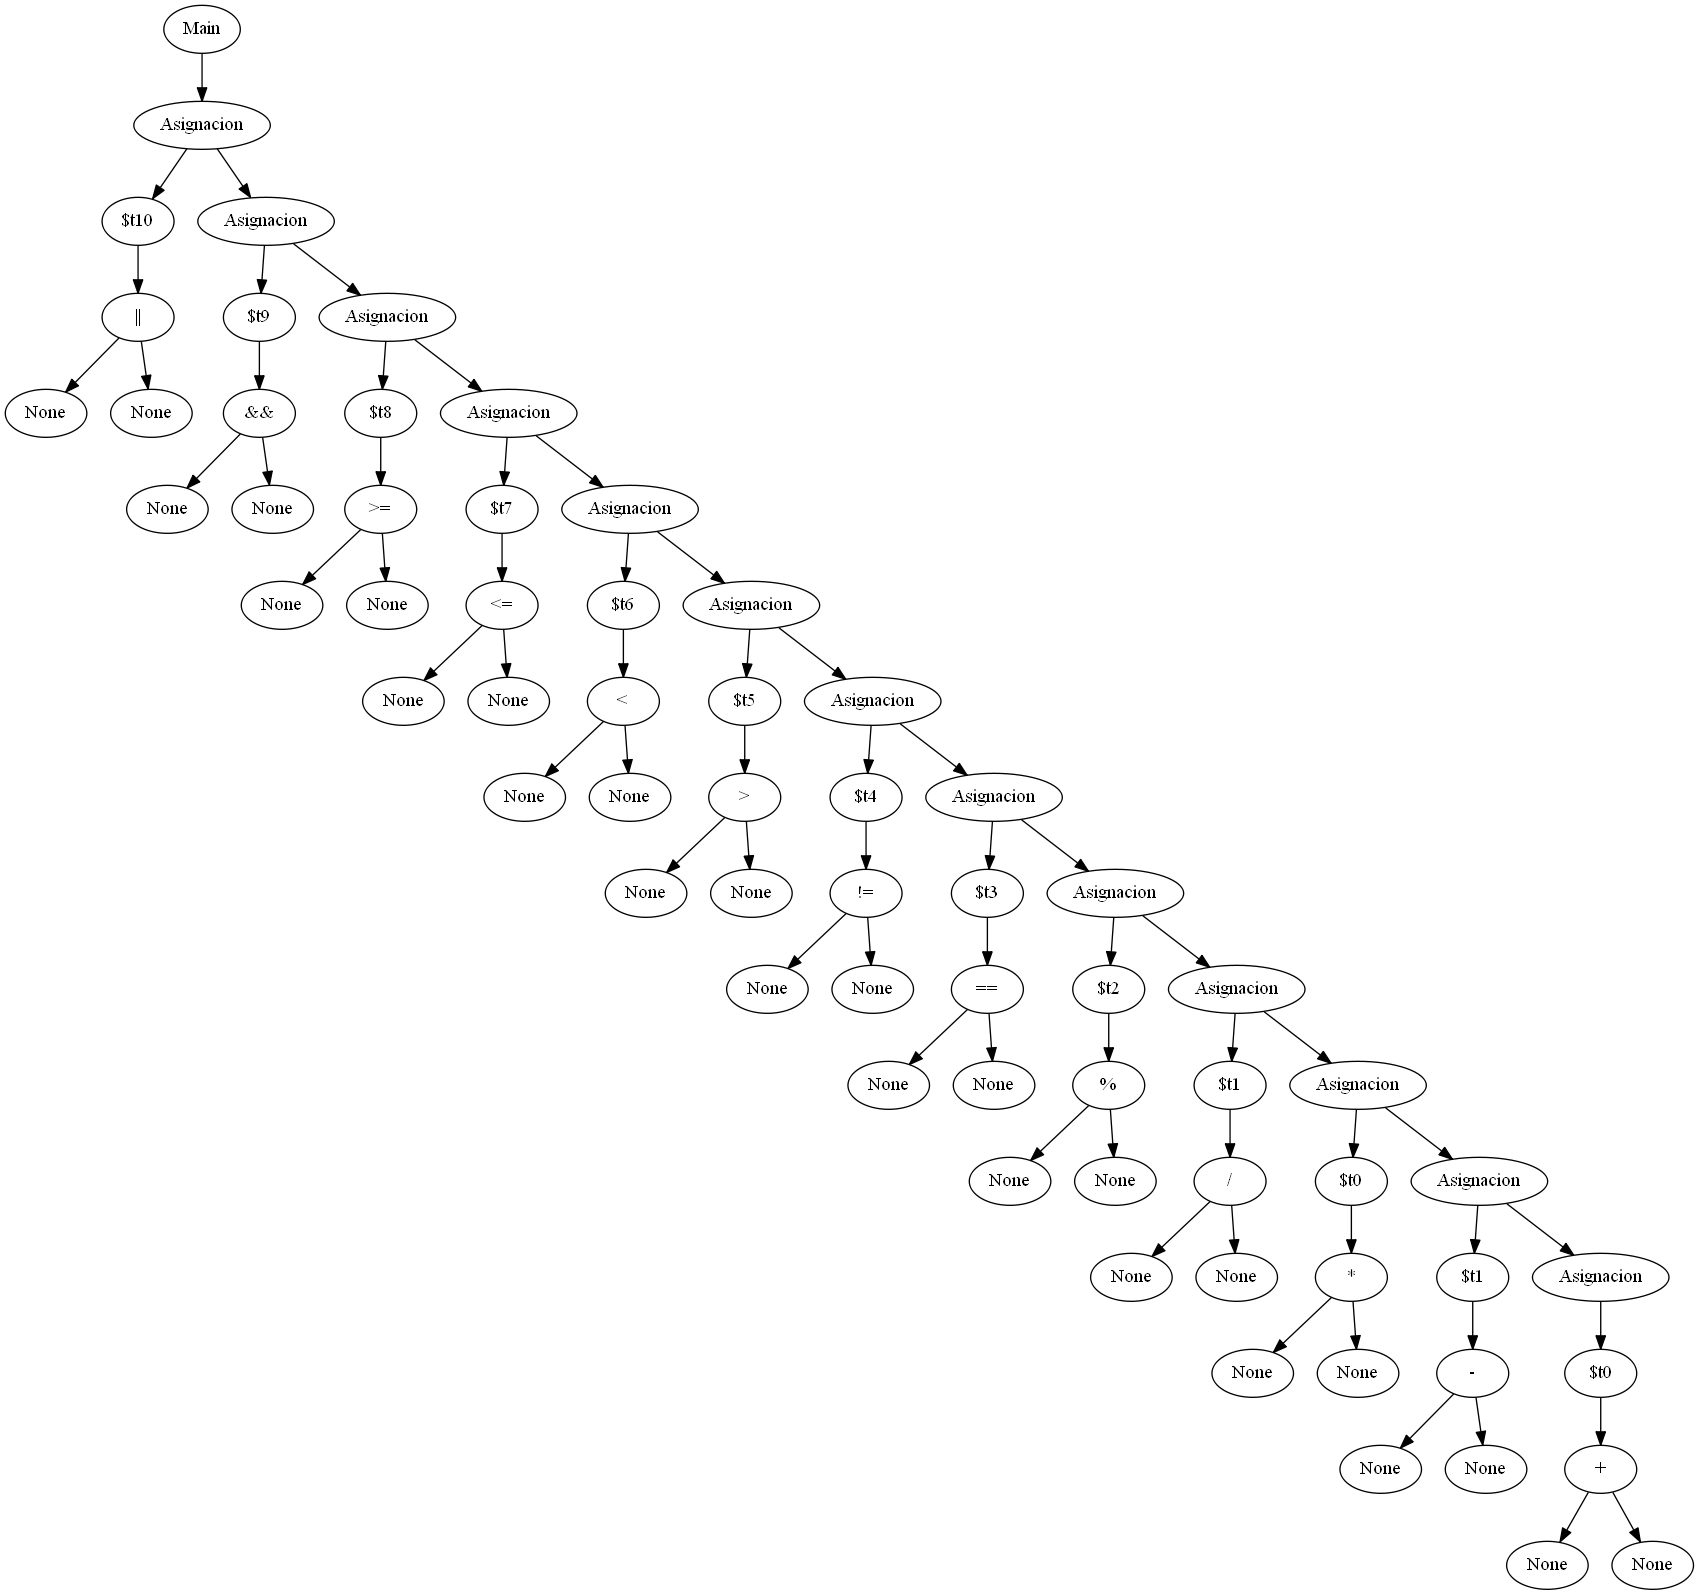 Main
Asignacion
$t10 Asignacion
|| $t9 Asignacion
None None && $t8 Asignacion
None None >= $t7 Asignacion
None None <= $t6 Asignacion
None None < $t5 Asignacion
None None > $t4 Asignacion
None None != $t3 Asignacion
None None == $t2 Asignacion
None None % $t1 Asignacion
None None / $t0 Asignacion
None None * $t1 Asignacion
None None - $t0
None None +
None None